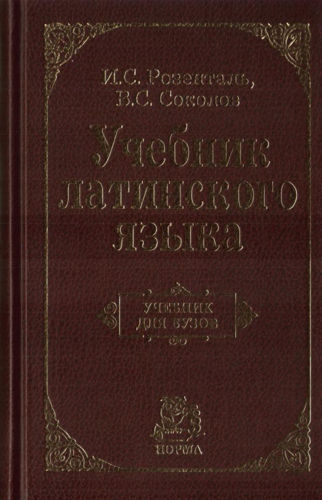 И.С. Розенталь,
В.С. Соколов
Учебник
латинского
языка
УЧЕБНИК
ДЛЯ ВУЗОВ
НОРМА